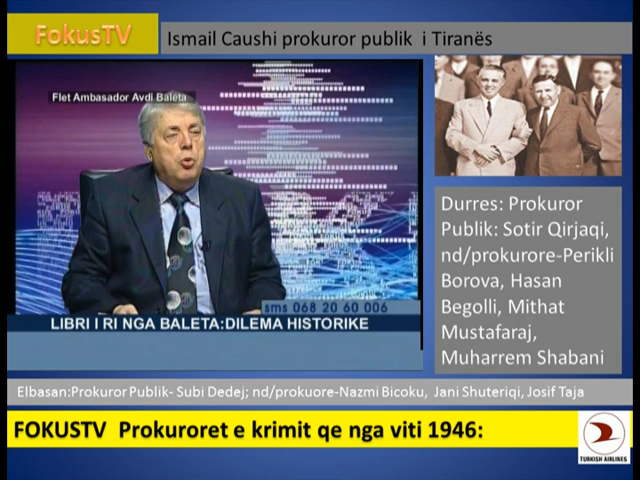 FokusTV
Ismail Caushi prokuror publik i Tiranës
Flet Ambasador Avdi Baleta
sms 068 20 60 006
LIBRI I RI NGA BALETA:DILEMA HISTORIKE
Durres: Prokuror
Publik: Sotir Qirjaqi,
nd/prokurore-Perikli
Borova, Hasan
Begolli, Mithat
Mustafaraj,
Muharrem Shabani
Elbasan:Prokuror Publik- Subi Dedej; nd/prokuore-Nazmi Bicoku, Jani Shuteriqi, Josif Taja
FOKUSTV Prokuroret e krimit qe nga viti 1946:
TURKISH AIRLINES